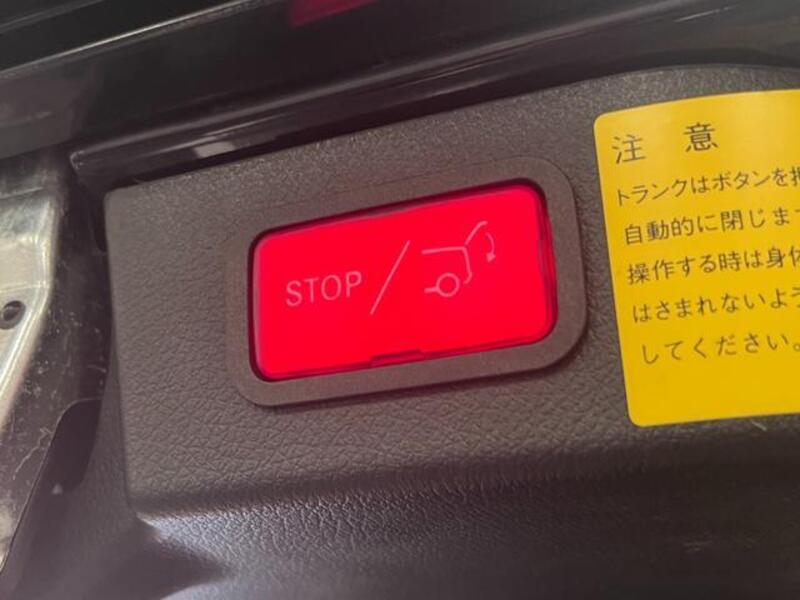 STOP/
注 意
トランクはボタンを
自動的に閉じま
操作する時は身体
はさまれないよう
してください。